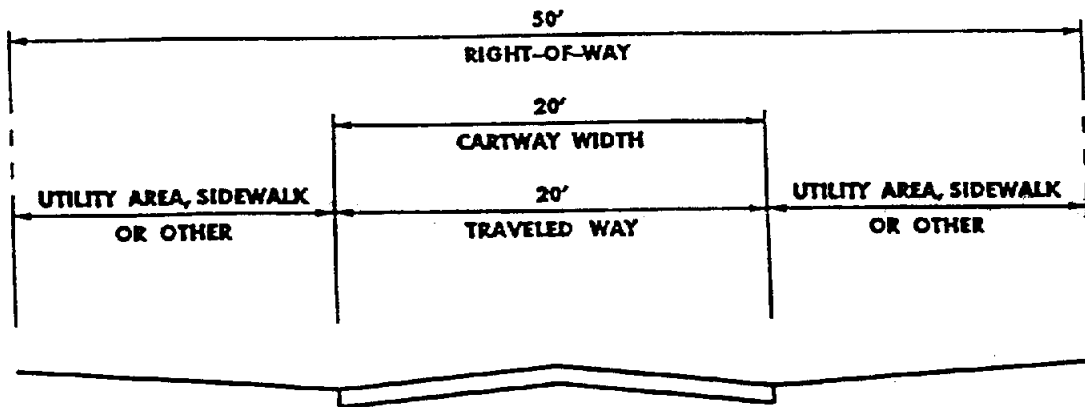 50'
RIGHT-OF-WAY
20'
CARTWAY WIDTH
UTILITY AREA, SIDEWALK
OR OTHER
20'
TRAVELED WAY
UTILITY AREA, SIDEWALK
OR OTHER